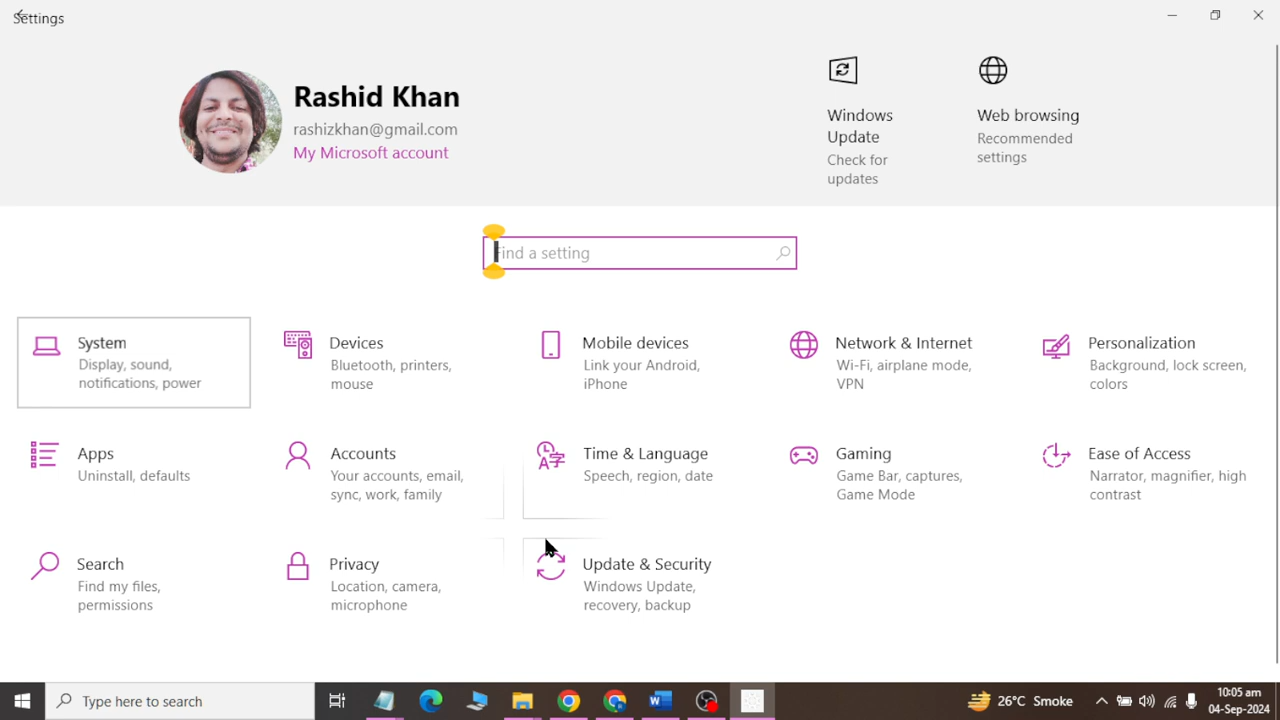 Settings
Rashid Khan
rashizkhan@gmail.com
My Microsoft account
Windows
Update
Check for
updates
Web browsing
Recommended
settings
Find a setting
System
Display, sound,
notifications, power
Devices
Bluetooth, printers,
mouse
Mobile devices
Link your Android,
iPhone
Network & Internet
Wi-Fi, airplane mode,
VPN
Personalization
Background, lock screen,
colors
Apps
Uninstall, defaults
Accounts
Your accounts, email,
sync, work, family
Time & Language
Speech, region, date
Gaming
Game Bar, captures,
Game Mode
Ease of Access
Narrator, magnifier, high
contrast
Search
Find my files,
permissions
Privacy
Location, camera,
microphone
Update & Security
Windows Update,
recovery, backup
Type here to search
26°C Smoke
10:05 am
04-Sep-2024